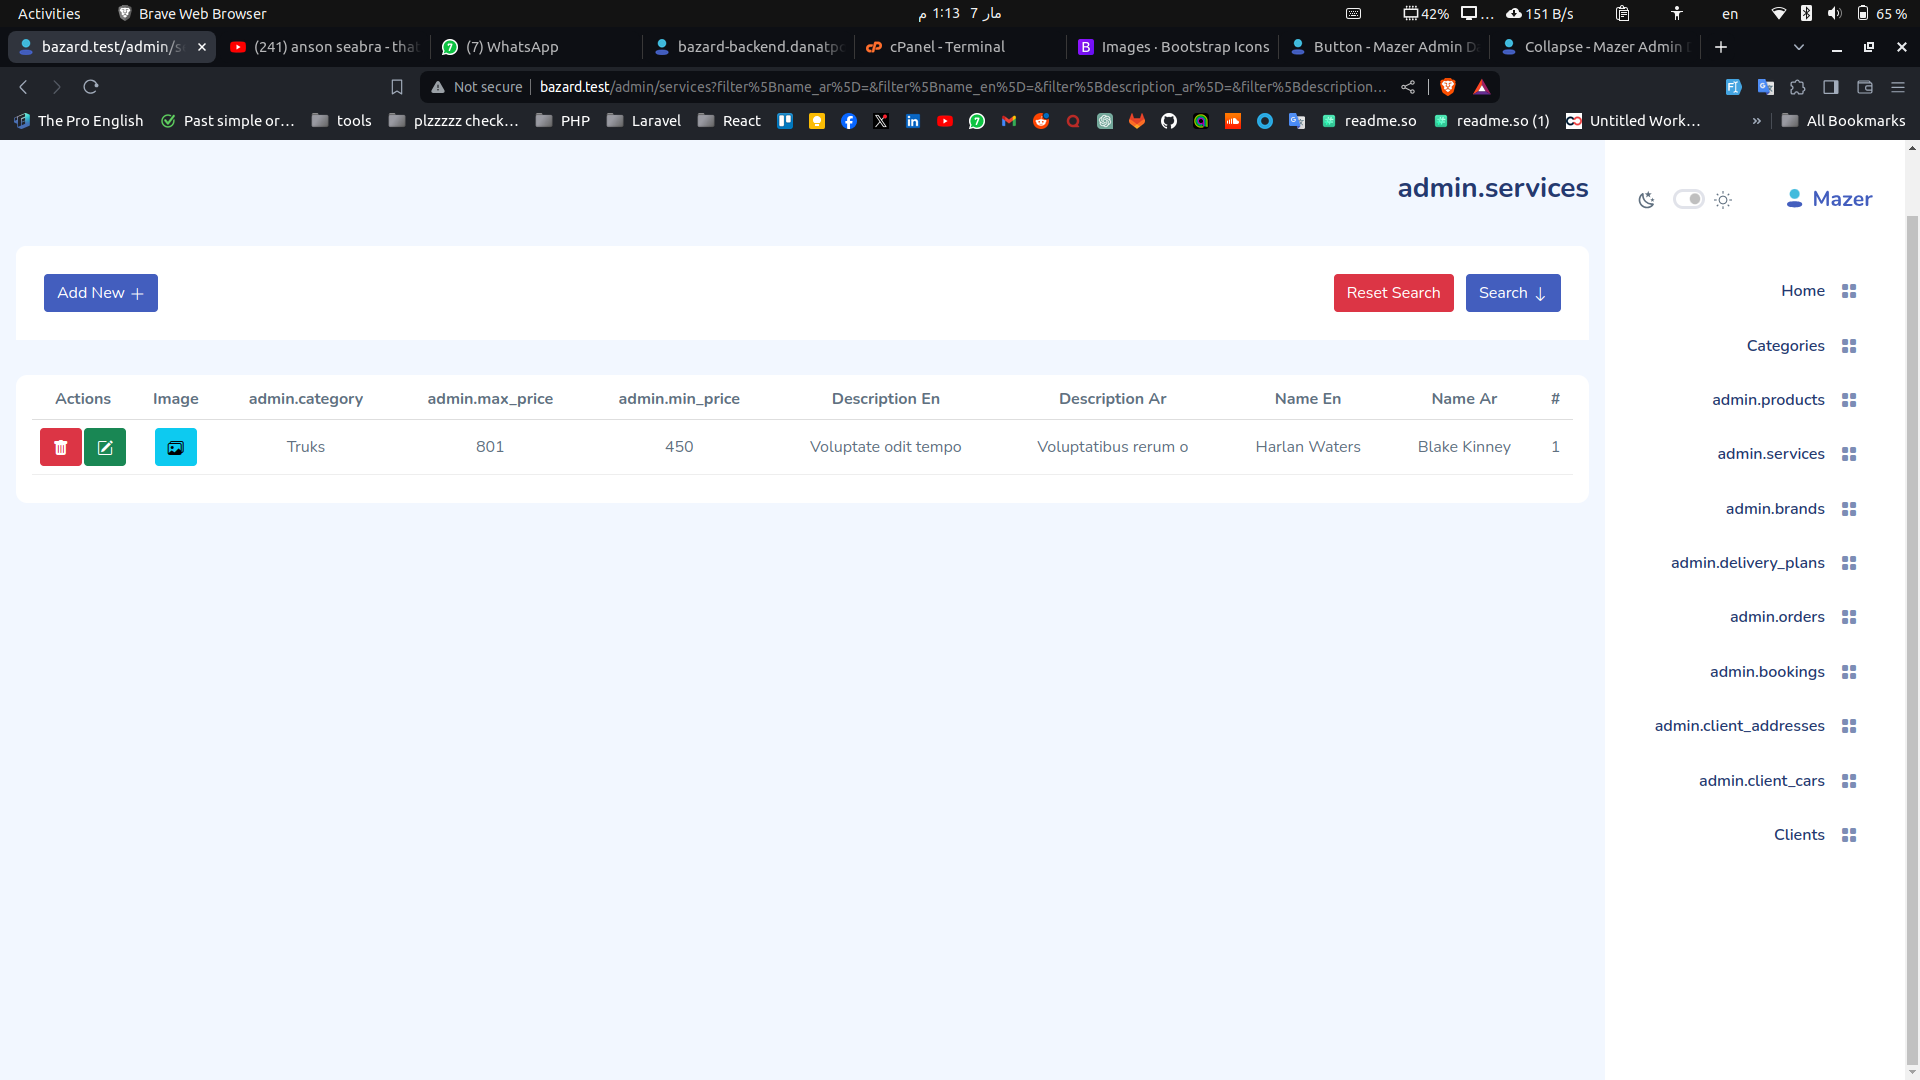 Activities
Brave Web Browser
مار 7 1:13 م
42%
...
151 B/s
en
65 %
bazard.test/admin/se
(241) anson seabra - that
(7) WhatsApp
bazard-backend.danatpo
cPanel - Terminal
Images · Bootstrap Icons
Button - Mazer Admin Da
Collapse - Mazer Admin D
Not secure
bazard.test/admin/services?filter%5Bname_ar%5D=&filter%5Bname_en%5D=&filter%5Bdescription_ar%5D=&filter%5Bdescription...
The Pro English
Past simple or...
tools
plzzzzz check...
PHP
Laravel
React
readme.so
readme.so (1)
Untitled Work...
»
All Bookmarks
admin.services
Mazer
Add New +
Reset Search
Search ↓
Actions
Image
admin.category
admin.max_price
admin.min_price
Description En
Description Ar
Name En
Name Ar
#
Truks
801
450
Voluptate odit tempo
Voluptatibus rerum o
Harlan Waters
Blake Kinney
1
Home
Categories
admin.products
admin.services
admin.brands
admin.delivery_plans
admin.orders
admin.bookings
admin.client_addresses
admin.client_cars
Clients